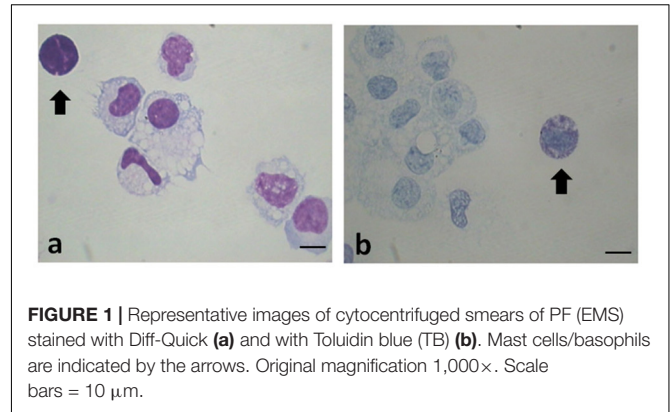 a
b
FIGURE 1 | Representative images of cytocentrifuged smears of PF (EMS)
stained with Diff-Quick (a) and with Toluidin blue (TB) (b). Mast cells/basophils
are indicated by the arrows. Original magnification 1,000×. Scale
bars = 10 μm.